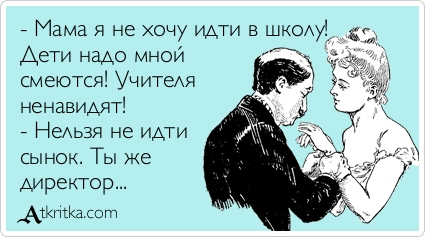 - Мама я не хочу идти в школу!
Дети надо мной
смеются! Учителя
ненавидят!
- Нельзя не идти
сынок. Ты же
директор...
Atkritka.com